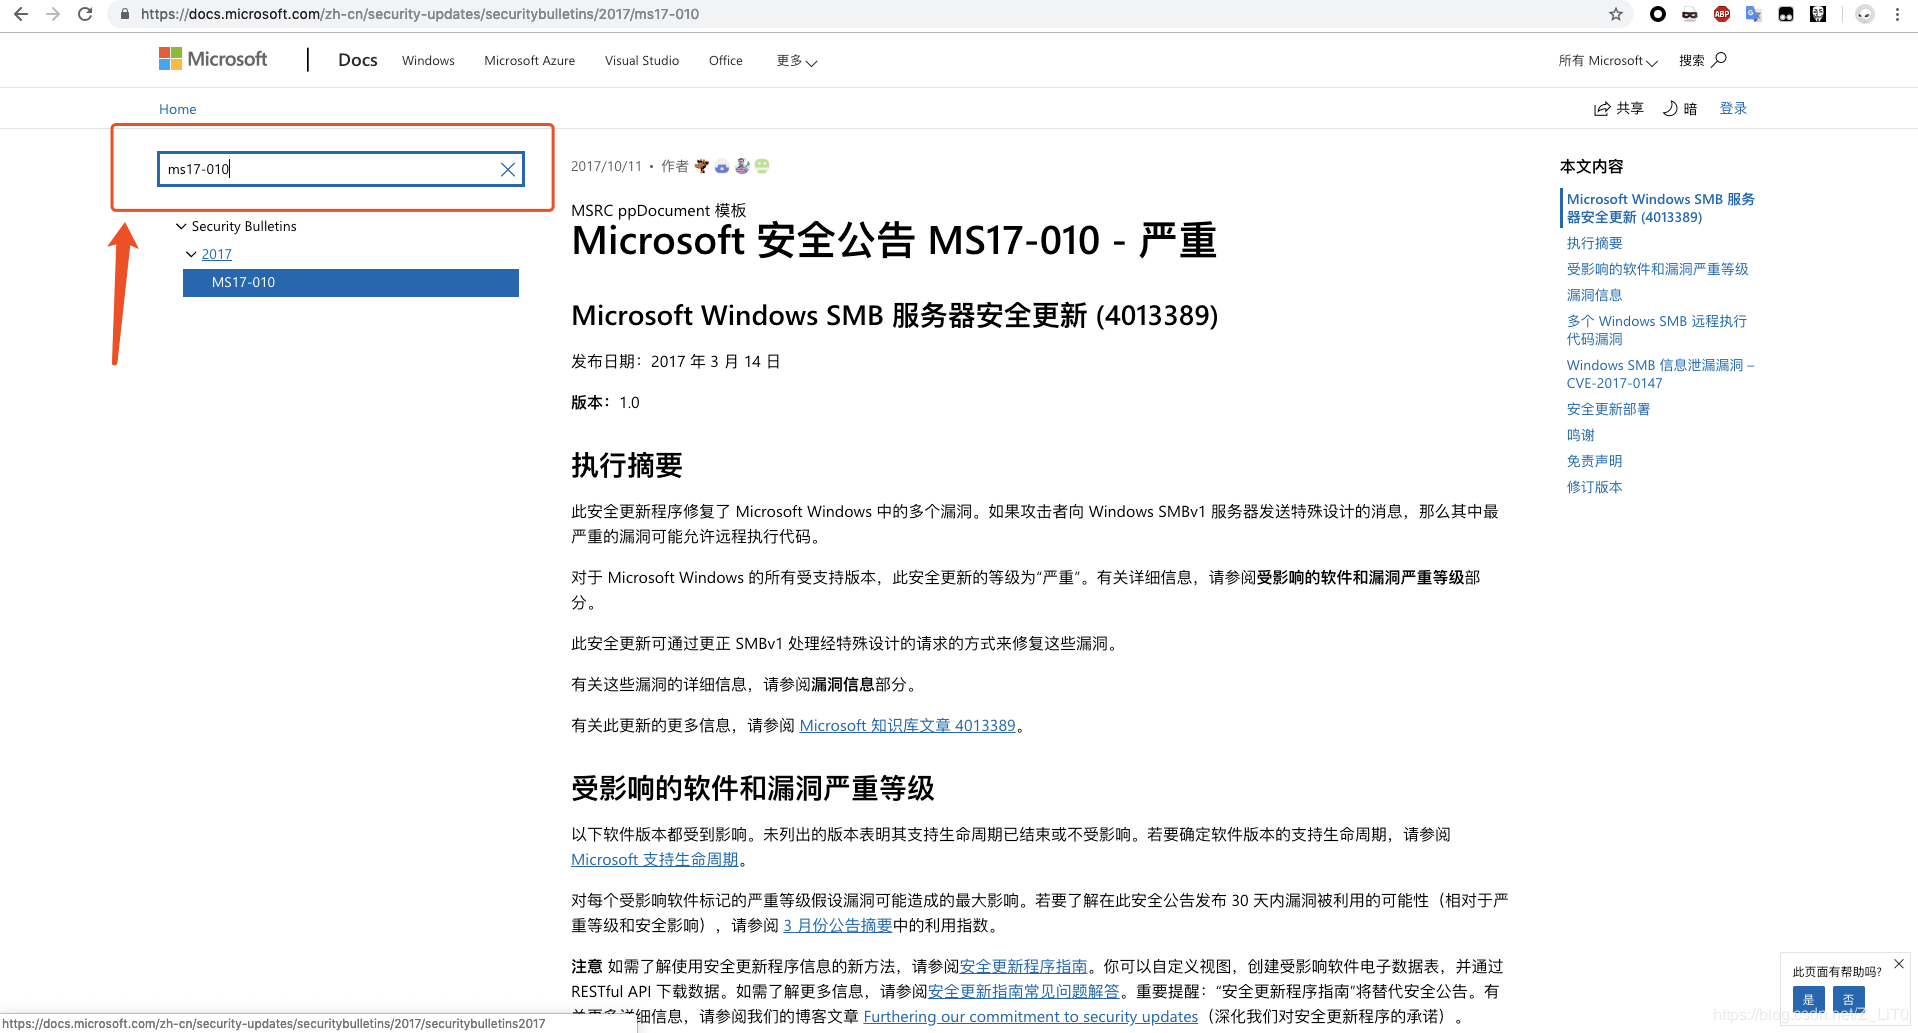 https://docs.microsoft.com/zh-cn/security-updates/securitybulletins/2017/ms17-010
ABP
Microsoft
Docs
Windows
Microsoft Azure
Visual Studio
Office
更多
所有 Microsoft
搜索
Home
共享
暗
登录
ms17-010
Security Bulletins
2017
MS17-010
2017/10/11 • 作者
MSRC ppDocument 模板
Microsoft 安全公告 MS17-010 - 严重
Microsoft Windows SMB 服务器安全更新 (4013389)
发布日期：2017 年 3 月 14 日
版本：1.0
执行摘要
此安全更新程序修复了 Microsoft Windows 中的多个漏洞。如果攻击者向 Windows SMBv1 服务器发送特殊设计的消息，那么其中最
严重的漏洞可能允许远程执行代码。
对于 Microsoft Windows 的所有受支持版本，此安全更新的等级为“严重”。有关详细信息，请参阅受影响的软件和漏洞严重等级部
分。
此安全更新可通过更正 SMBv1 处理经特殊设计的请求的方式来修复这些漏洞。
有关这些漏洞的详细信息，请参阅漏洞信息部分。
有关此更新的更多信息，请参阅 Microsoft 知识库文章 4013389。
受影响的软件和漏洞严重等级
以下软件版本都受到影响。未列出的版本表明其支持生命周期已结束或不受影响。若要确定软件版本的支持生命周期，请参阅
Microsoft 支持生命周期。
对每个受影响软件标记的严重等级假设漏洞可能造成的最大影响。若要了解在此安全公告发布 30 天内漏洞被利用的可能性（相对于严
重等级和安全影响），请参阅 3 月份公告摘要中的利用指数。
注意 如需了解使用安全更新程序信息的新方法，请参阅安全更新程序指南。你可以自定义视图，创建受影响软件电子数据表，并通过
RESTful API 下载数据。如需了解更多信息，请参阅安全更新指南常见问题解答。重要提醒：“安全更新程序指南”将替代安全公告。有
细信息，请参阅我们的博客文章 Furthering our commitment to security updates（深化我们对安全更新程序的承诺）。
本文内容
Microsoft Windows SMB 服务
器安全更新 (4013389)
执行摘要
受影响的软件和漏洞严重等级
漏洞信息
多个 Windows SMB 远程执行
代码漏洞
Windows SMB 信息泄漏漏洞 –
CVE-2017-0147
安全更新部署
鸣谢
免责声明
修订版本
此页面有帮助吗?
是
否
https://docs.microsoft.com/zh-cn/security-updates/securitybulletins/2017/securitybulletins2017
https://blog.csdn.net/Z_LiT0